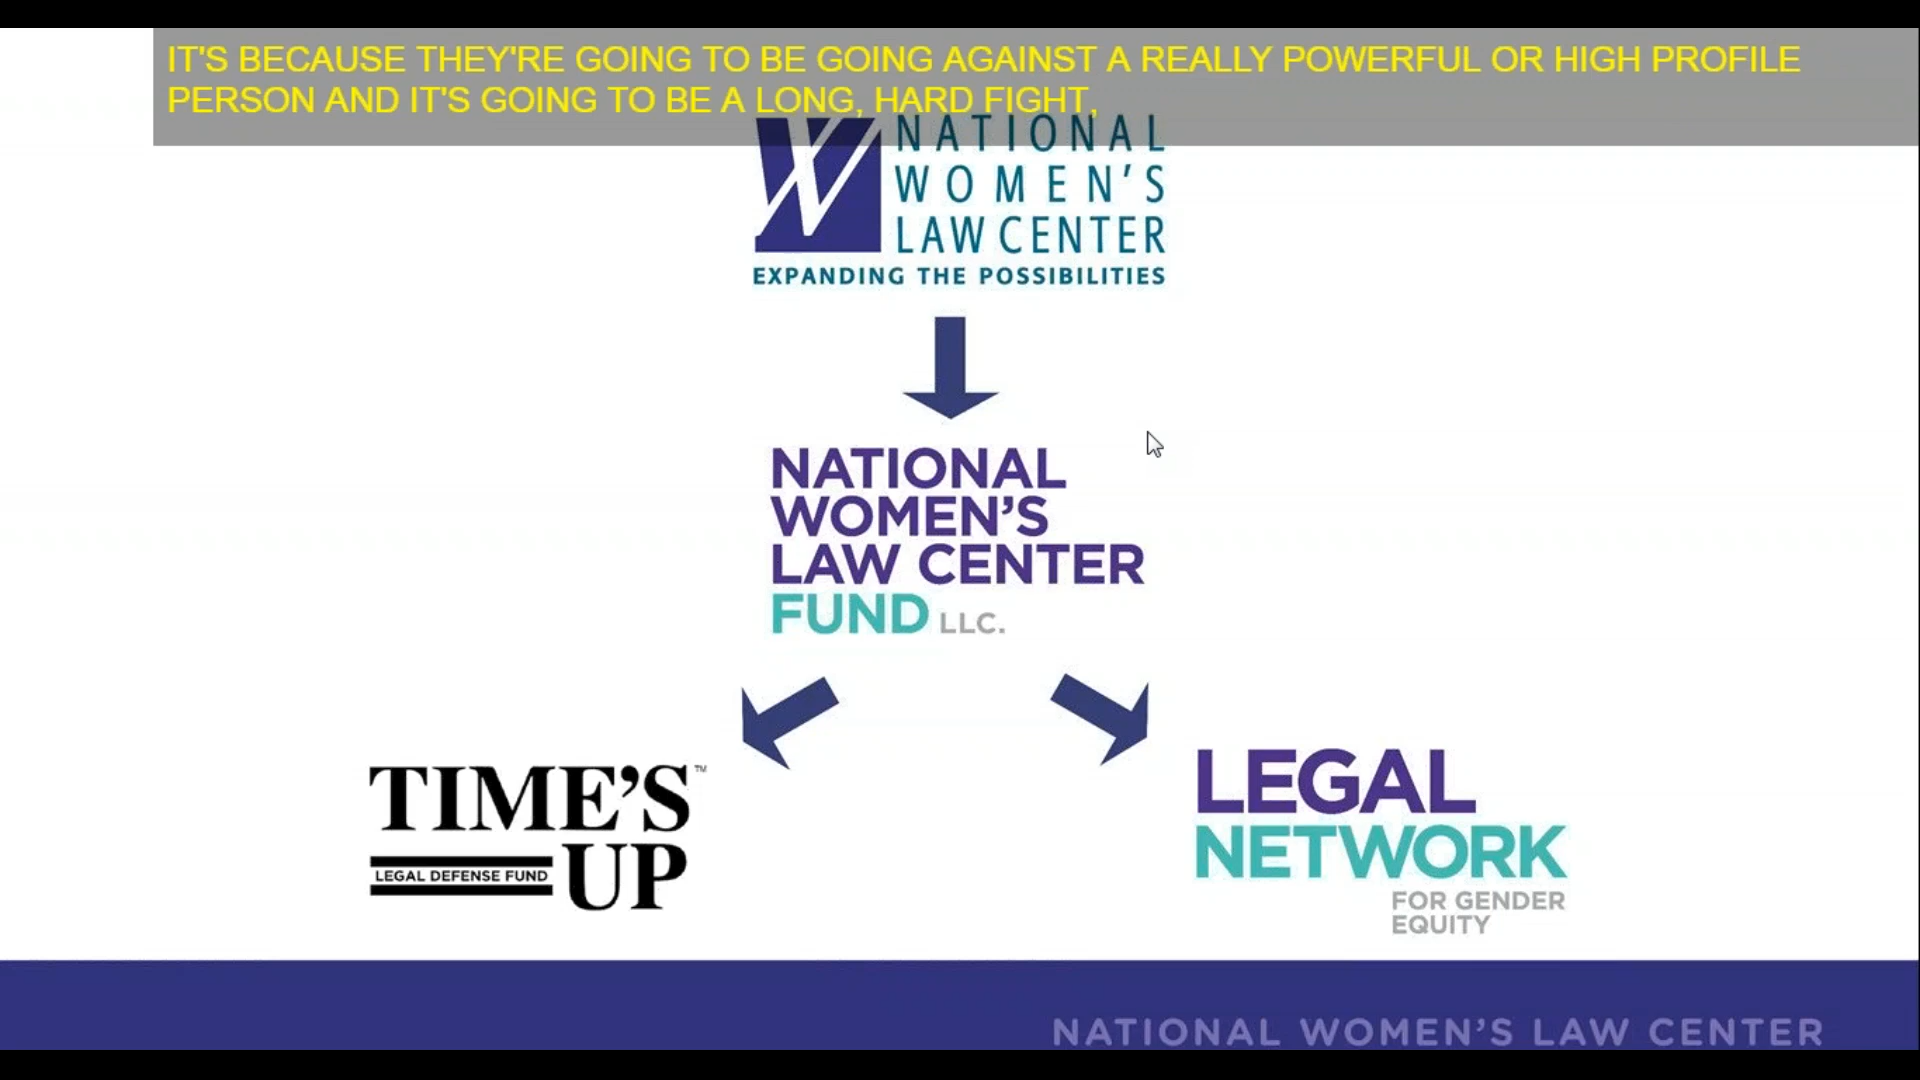 IT'S BECAUSE THEY'RE GOING TO BE GOING AGAINST A REALLY POWERFUL OR HIGH PROFILE
PERSON AND IT'S GOING TO BE A LONG, HARD FIGHT,
NATIONAL
WOMEN'S
LAW CENTER
EXPANDING THE POSSIBILITIES
NATIONAL
WOMEN'S
LAW CENTER
FUND LLC.
TIME'S™
LEGAL DEFENSE FUND UP
LEGAL
NETWORK
FOR GENDER
EQUITY
NATIONAL WOMEN'S LAW CENTER